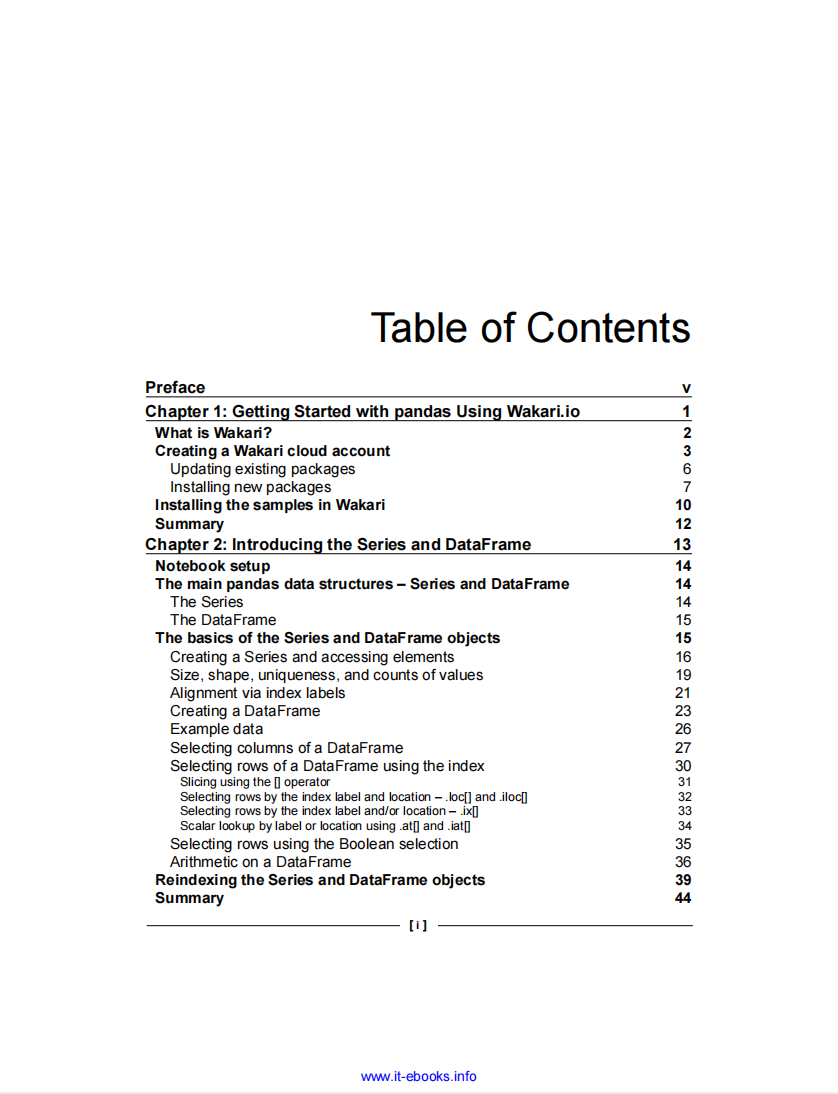 Table of Contents
Preface v
Chapter 1: Getting Started with pandas Using Wakari.io 1
What is Wakari? 2
Creating a Wakari cloud account 3
Updating existing packages 6
Installing new packages 7
Installing the samples in Wakari 10
Summary 12
Chapter 2: Introducing the Series and DataFrame 13
Notebook setup 14
The main pandas data structures – Series and DataFrame 14
The Series 14
The DataFrame 15
The basics of the Series and DataFrame objects 15
Creating a Series and accessing elements 16
Size, shape, uniqueness, and counts of values 19
Alignment via index labels 21
Creating a DataFrame 23
Example data 26
Selecting columns of a DataFrame 27
Selecting rows of a DataFrame using the index 30
Slicing using the [] operator 31
Selecting rows by the index label and location – .loc[] and .iloc[] 32
Selecting rows by the index label and/or location – .ix[] 33
Scalar lookup by label or location using .at[] and .iat[] 34
Selecting rows using the Boolean selection 35
Arithmetic on a DataFrame 36
Reindexing the Series and DataFrame objects 39
Summary 44
[ i ]
www.it-ebooks.info